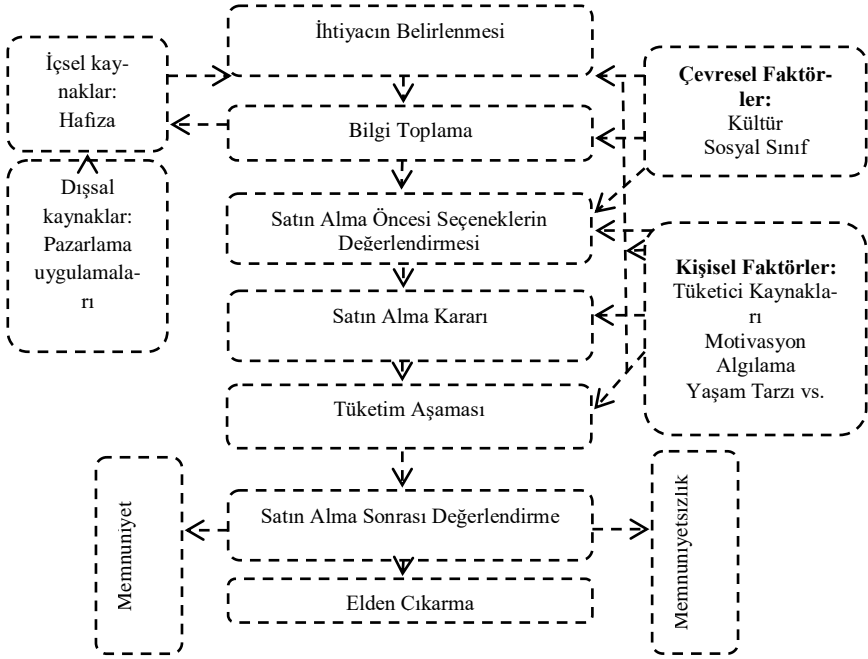 İhtiyacın Belirlenmesi
İçsel kay-
naklar:
Hafıza
Bilgi Toplama
Çevresel Faktör-
ler:
Kültür
Sosyal Sınıf
Dışsal
kaynaklar:
Pazarlama
uygulamala-
rı
Satın Alma Öncesi Seçeneklerin
Değerlendirmesi
Kişisel Faktörler:
Tüketici Kaynakla-
rı
Motivasyon
Algılama
Yaşam Tarzı vs.
Satın Alma Kararı
Tüketim Aşaması
Memnuniyet
Satın Alma Sonrası Değerlendirme
Memnuniyetsizlik
Elden Cıkarma